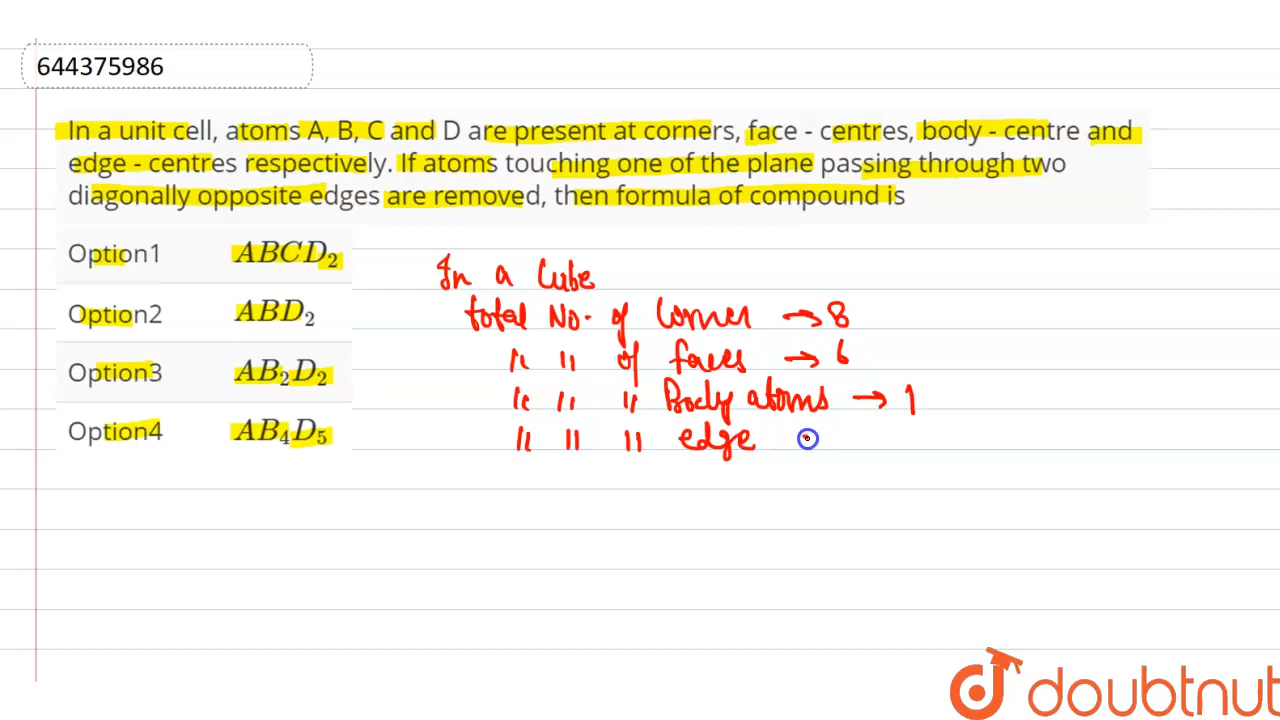 644375986
In a unit cell, atoms A, B, C and D are present at corners, face - centres, body - centre and
edge - centres respectively. If atoms touching one of the plane passing through two
diagonally opposite edges are removed, then formula of compound is
Option1 ABCD₂
Option2 ABD₂
Option3 AB₂D₂
Option4 AB₄D₅
In a Cube
total No. of Corner → 8
" " of faces → 6
" " " Body atoms → 1
" " " edge
doubtnut